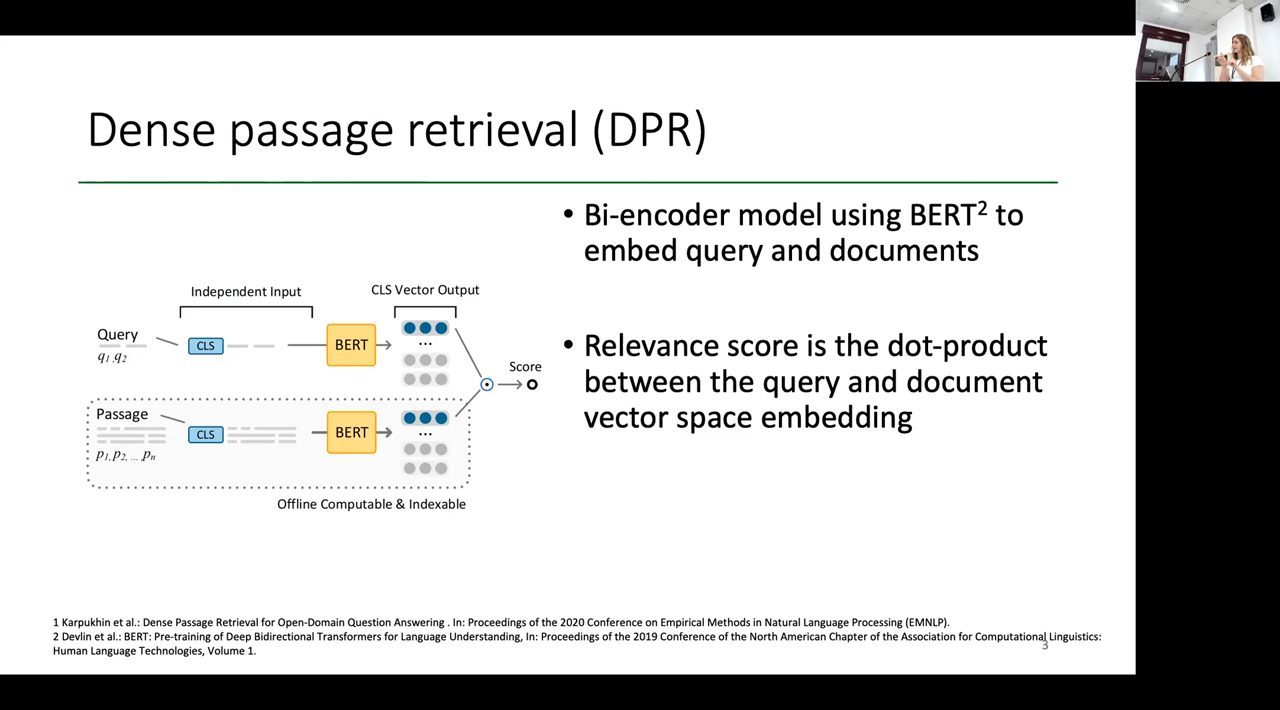 Dense passage retrieval (DPR)
• Bi-encoder model using BERT2 to
embed query and documents
• Relevance score is the dot-product
between the query and document
vector space embedding
Independent Input
CLS Vector Output
Query
q1,q2
CLS
BERT
...
Score
Passage
p1,p2, ... ,pn
CLS
BERT
...
Offline Computable & Indexable
1 Karpukhin et al.: Dense Passage Retrieval for Open-Domain Question Answering . In: Proceedings of the 2020 Conference on Empirical Methods in Natural Language Processing (EMNLP).
2 Devlin et al.: BERT: Pre-training of Deep Bidirectional Transformers for Language Understanding, In: Proceedings of the 2019 Conference of the North American Chapter of the Association for Computational Linguistics:
Human Language Technologies, Volume 1.
3